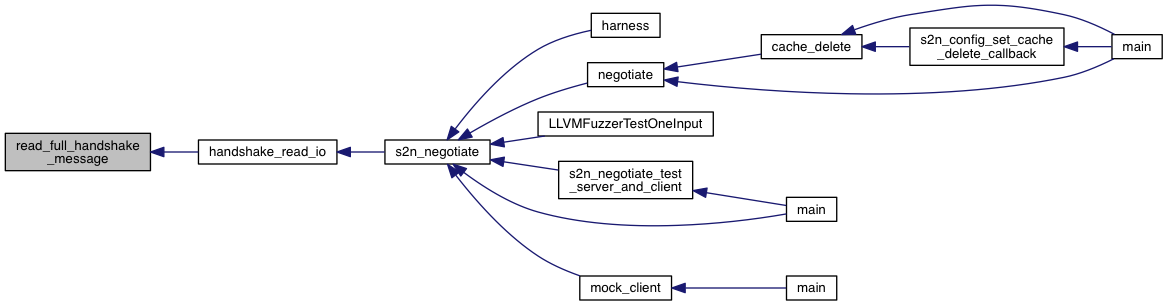 read_full_handshake
_message
handshake_read_io
s2n_negotiate
harness
negotiate
cache_delete
s2n_config_set_cache
_delete_callback
main
LLVMFuzzerTestOneInput
s2n_negotiate_test
_server_and_client
main
mock_client
main